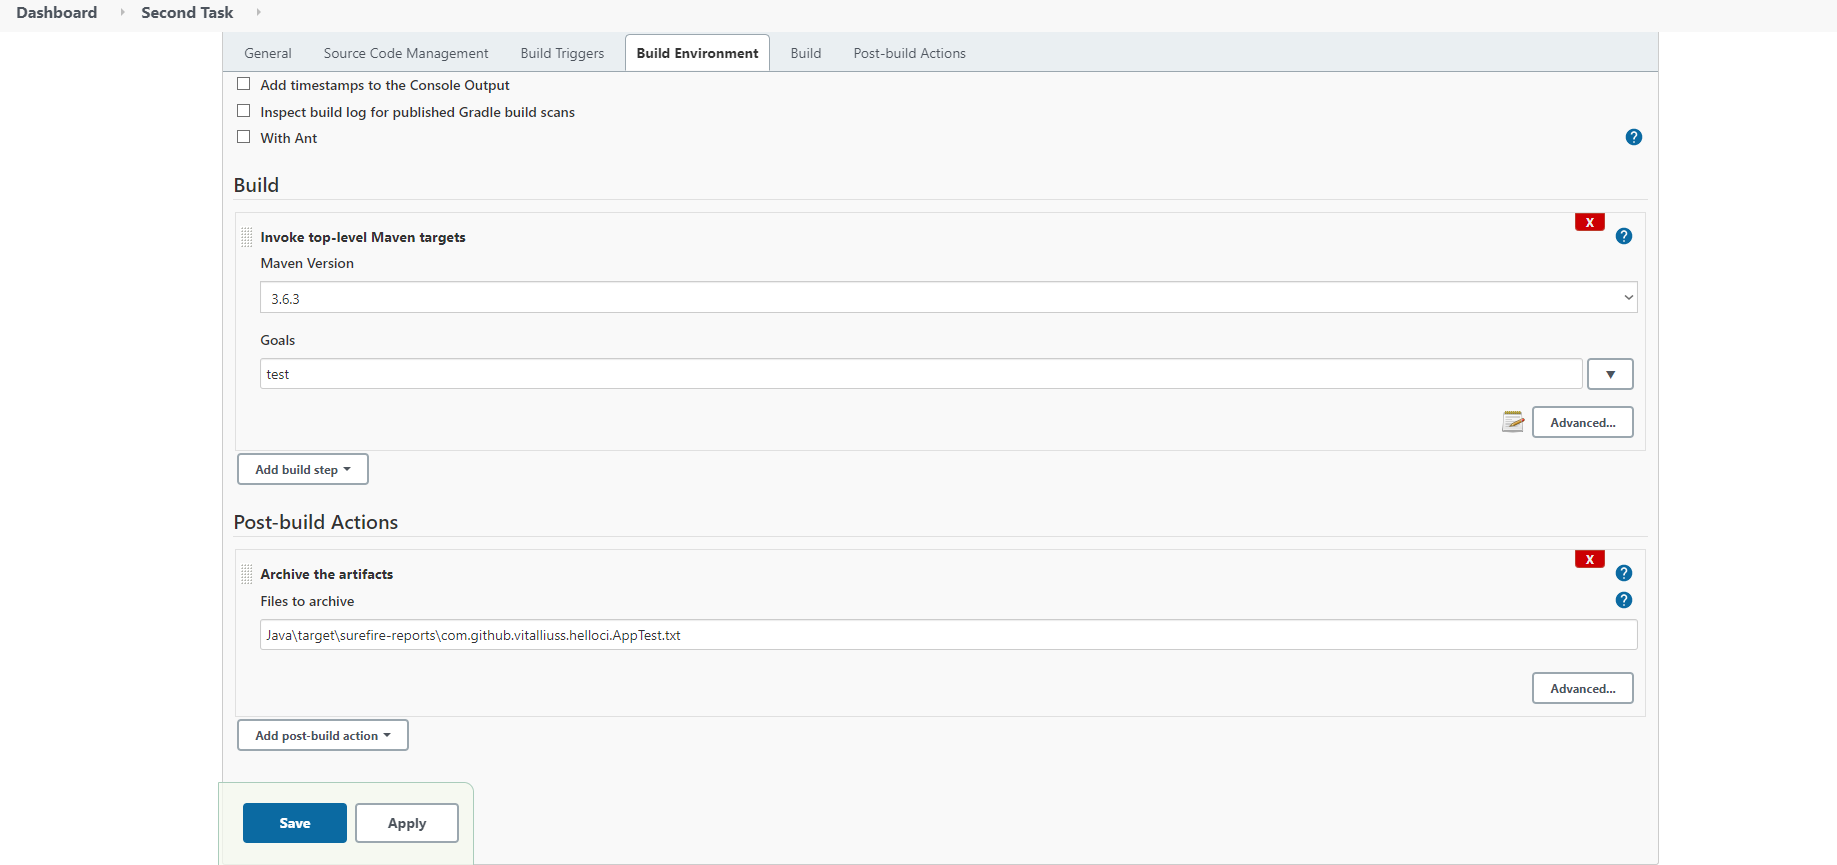 Dashboard Second Task
General Source Code Management Build Triggers Build Environment Build Post-build Actions
Add timestamps to the Console Output
Inspect build log for published Gradle build scans
With Ant
?
Build
X
Invoke top-level Maven targets
?
Maven Version
3.6.3
Goals
test
▼
Advanced...
Add build step
Post-build Actions
X
Archive the artifacts
?
Files to archive
?
Java\target\surefire-reports\com.github.vitalliuss.helloci.AppTest.txt
Advanced...
Add post-build action
Save Apply